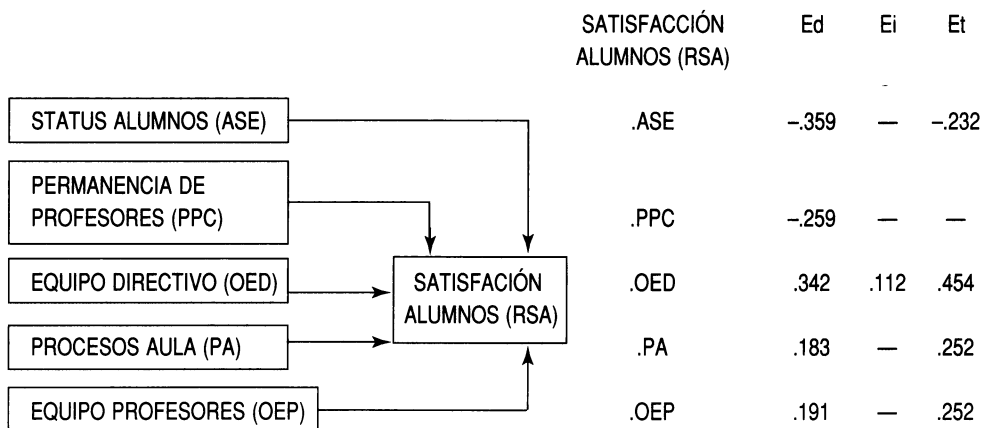 SATISFACCIÓN Ed Ei Et
ALUMNOS (RSA)
STATUS ALUMNOS (ASE) .ASE –.359 — –.232
PERMANENCIA DE
PROFESORES (PPC) .PPC –.259 — —
EQUIPO DIRECTIVO (OED) SATISFACIÓN .OED .342 .112 .454
ALUMNOS (RSA)
PROCESOS AULA (PA) .PA .183 — .252
EQUIPO PROFESORES (OEP) .OEP .191 — .252